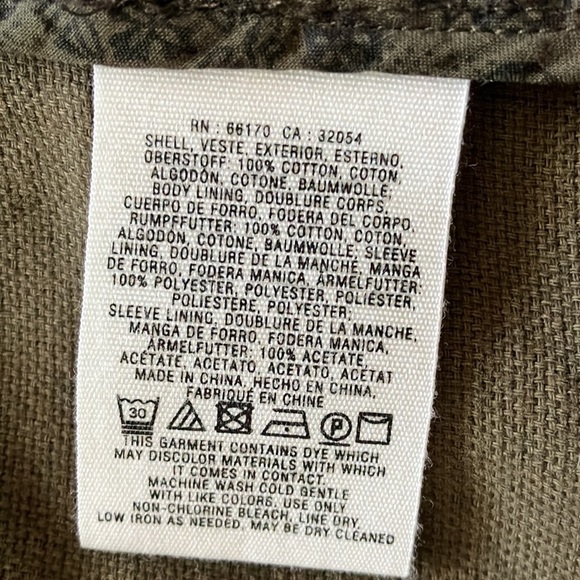 RN : 66170 CA : 32054
SHELL, VESTE, EXTERIOR, ESTERNO,
OBERSTOFF: 100% COTTON, COTON,
ALGODÓN, COTONE, BAUMWOLLE,
BODY LINING, DOUBLURE CORPS,
CUERPO DE FORRO, FODERA DEL CORPO,
RUMPFFUTTER: 100% COTTON, COTON,
ALGODÓN, COTONE, BAUMWOLLE, SLEEVE
LINING, DOUBLURE DE LA MANCHE, MANGA
DE FORRO, FODERA MANICA, ÄRMELFUTTER:
100% POLYESTER, POLYESTER, POLIÉSTER,
POLIESTERE, POLYESTER;
SLEEVE LINING, DOUBLURE DE LA MANCHE,
MANGA DE FORRO, FODERA MANICA,
ÄRMELFUTTER: 100% ACETATE,
ACÉTATE, ACETATO, ACETATO, ACETAT
MADE IN CHINA, HECHO EN CHINA,
FABRIQUÉ EN CHINE
30 P
THIS GARMENT CONTAINS DYE WHICH
MAY DISCOLOR MATERIALS WITH WHICH
IT COMES IN CONTACT.
MACHINE WASH COLD GENTLE
WITH LIKE COLORS, USE ONLY
NON-CHLORINE BLEACH, LINE DRY,
LOW IRON AS NEEDED, MAY BE DRY CLEANED